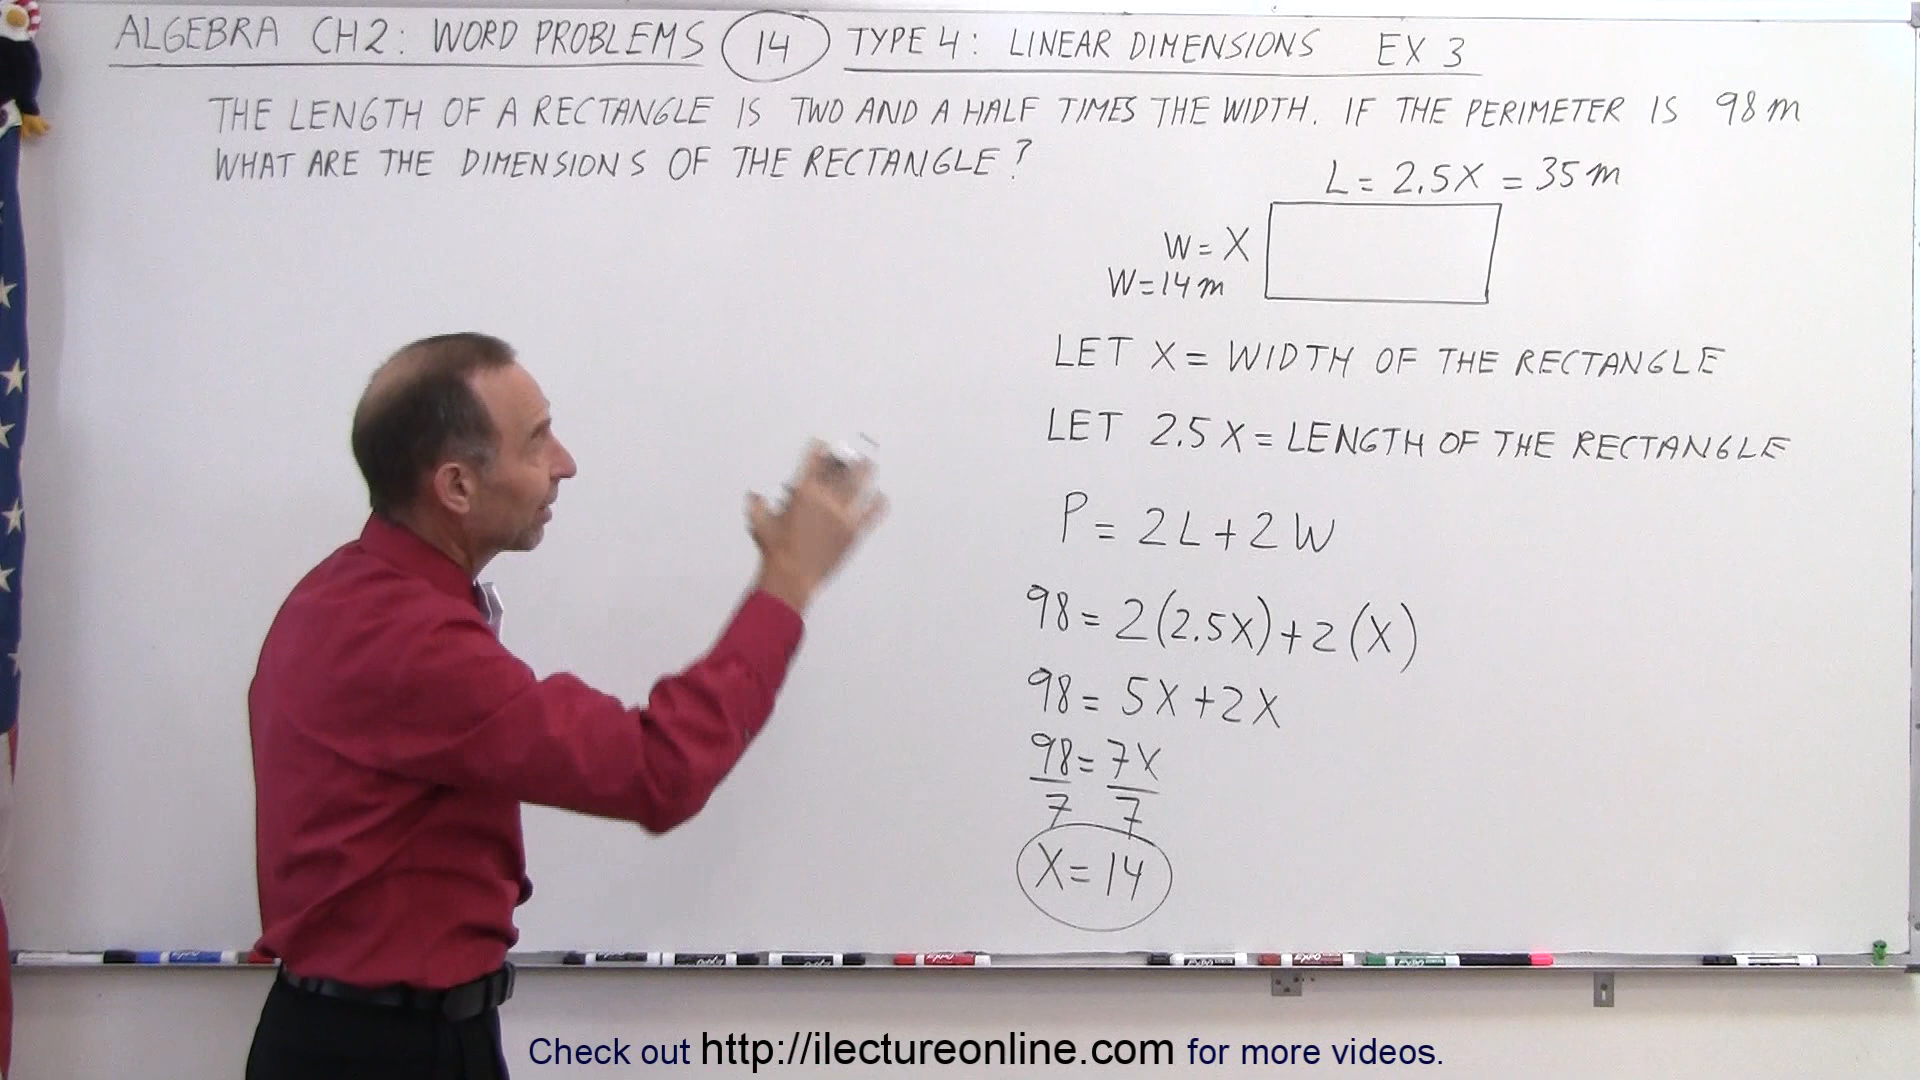 ALGEBRA CH2: WORD PROBLEMS 14 TYPE 4: LINEAR DIMENSIONS EX 3
THE LENGTH OF A RECTANGLE IS TWO AND A HALF TIMES THE WIDTH. IF THE PERIMETER IS 98 m
WHAT ARE THE DIMENSIONS OF THE RECTANGLE?
L = 2.5X = 35 m
W = X
W = 14 m
LET X = WIDTH OF THE RECTANGLE
LET 2.5 X = LENGTH OF THE RECTANGLE
P = 2L + 2W
98 = 2(2.5X) + 2(X)
98 = 5X + 2X
98 = 7X
7 7
X = 14
EXPO
Check out http://ilectureonline.com for more videos.